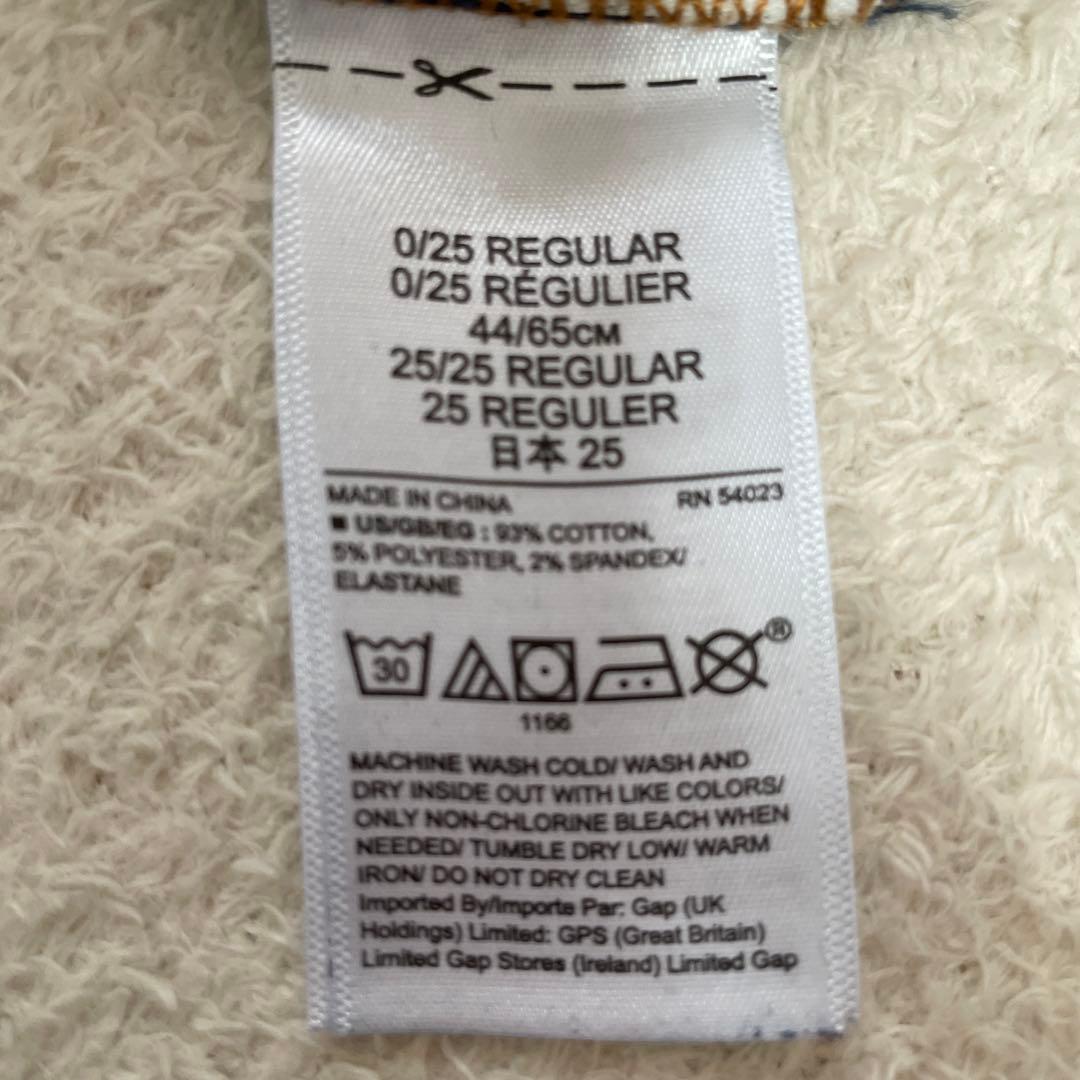 0/25 REGULAR
0/25 RÉGULIER
44/65CM
25/25 REGULAR
25 REGULER
日本 25
MADE IN CHINA RN 54023
■ US/GB/EG : 93% COTTON,
5% POLYESTER, 2% SPANDEX/
ELASTANE
30
®
1166
MACHINE WASH COLD/ WASH AND
DRY INSIDE OUT WITH LIKE COLORS/
ONLY NON-CHLORINE BLEACH WHEN
NEEDED/ TUMBLE DRY LOW/ WARM
IRON/ DO NOT DRY CLEAN
Imported By/Importe Par: Gap (UK
Holdings) Limited: GPS (Great Britain)
Limited Gap Stores (Ireland) Limited Gap